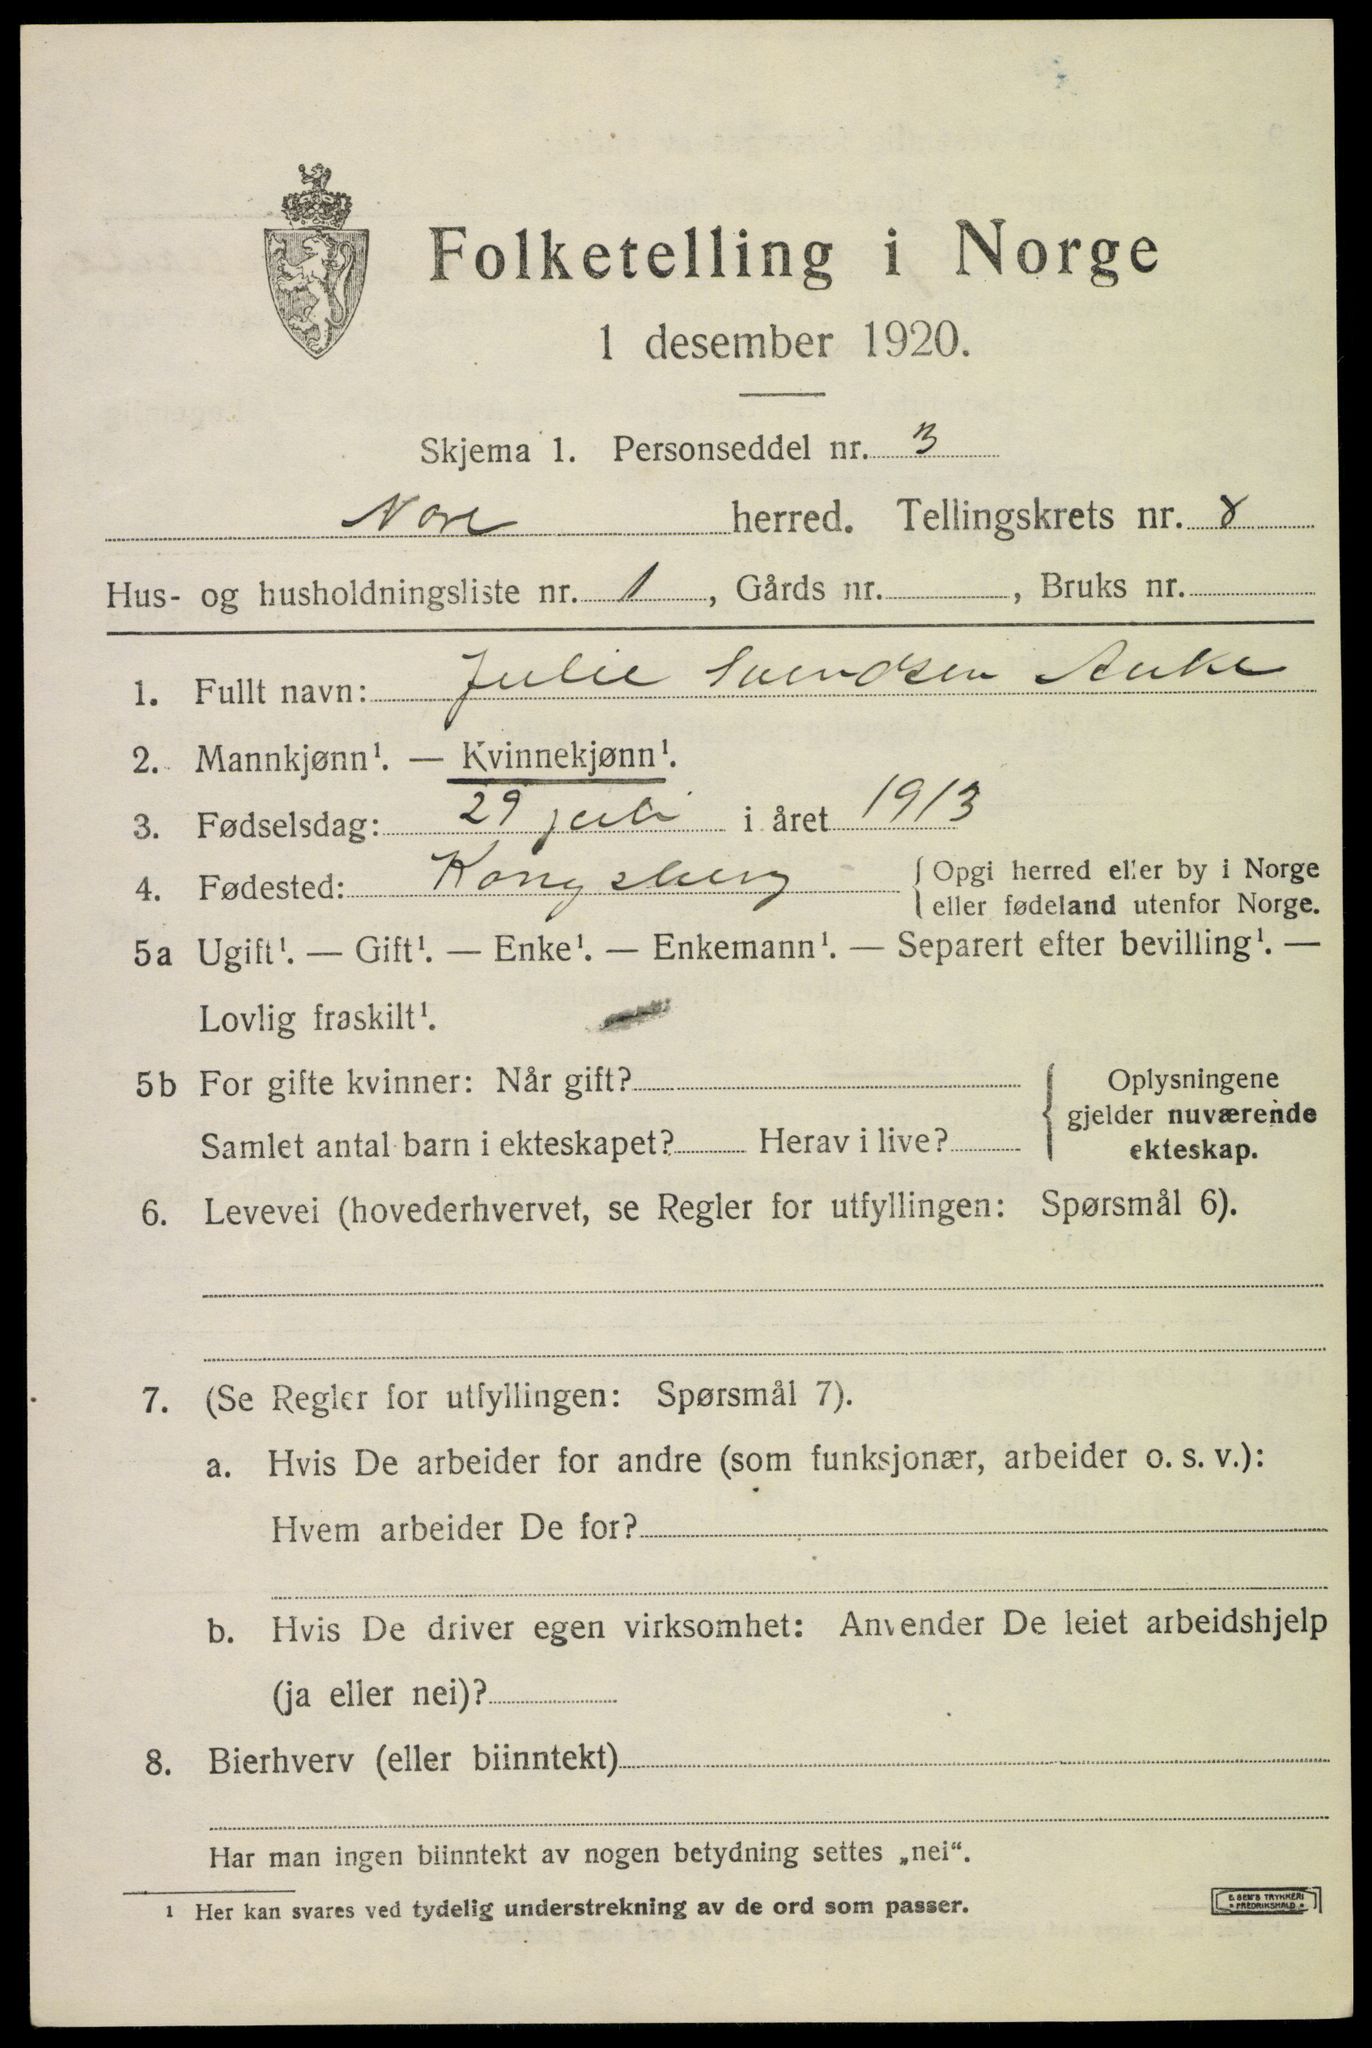 Folketelling i Norge
1 desember 1920.
Skjema 1. Personseddel nr. 3
Nore herred. Tellingskrets nr. 8
Hus- og husholdningsliste nr. 1, Gårds nr. , Bruks nr.
1. Fullt navn: Julie Svendsen
2. Mannkjønn¹. — Kvinnekjønn¹.
3. Fødselsdag: 29 juli i året 1913
4. Fødested: Kongsberg {Opgi herred eller by i Norge
eller fødeland utenfor Norge.
5a Ugift¹. — Gift¹. — Enke¹. — Enkemann¹. — Separert efter bevilling¹. —
Lovlig fraskilt¹.
5b For gifte kvinner: Når gift?
Samlet antal barn i ekteskapet? Herav i live?
{Oplysningene
gjelder nuværende
ekteskap.
6. Levevei (hovederhvervet, se Regler for utfyllingen: Spørsmål 6).
7. (Se Regler for utfyllingen: Spørsmål 7).
a. Hvis De arbeider for andre (som funksjonær, arbeider o. s. v.):
Hvem arbeider De for?
b. Hvis De driver egen virksomhet: Anvender De leiet arbeidshjelp
(ja eller nei)?
8. Bierhverv (eller biinntekt)
Har man ingen biinntekt av nogen betydning settes „nei“.
¹ Her kan svares ved tydelig understrekning av de ord som passer.
E. SEM'S TRYKKERI
FREDRIKSHALD